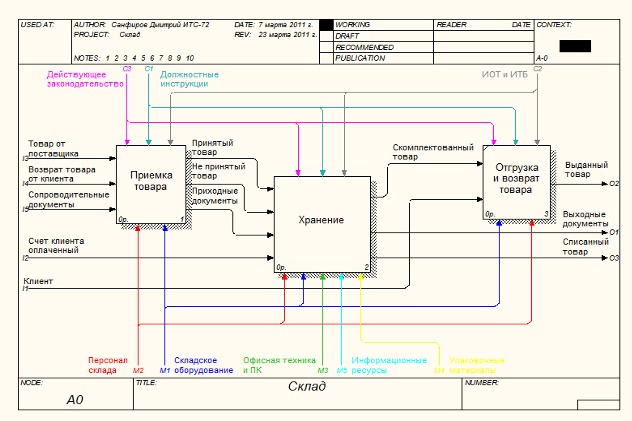 USED AT:
AUTHOR: Санфиров Дмитрий ИТС-72
DATE: 7 марта 2011 г.
PROJECT: Склад
REV: 23 марта 2011 г.
NOTES: 1 2 3 4 5 6 7 8 9 10
WORKING
DRAFT
RECOMMENDED
PUBLICATION
READER DATE
CONTEXT:
A-0
C3
C1
C2
Действующее
законодательство
Должностные
инструкции
ИОТ и ИТБ
Товар от
поставщика
I3
Возврат товара
от клиента
I4
Сопроводительные
документы
I5
Счет клиента
оплаченный
I2
Клиент
I1
Приемка
товара
0р. 1
Принятый
товар
Не принятый
товар
Приходные
документы
Хранение
0р. 2
Скомплектованный
товар
Отгрузка
и возврат
товара
0р. 3
Выданный
товар
O2
Выходные
документы
O1
Списанный
товар
O3
Персонал
склада
M2
Складское
оборудование
M1
Офисная техника
и ПК
M3
Информационные
ресурсы
M5
Упаковочные
материалы
NODE:
A0
TITLE:
Склад
NUMBER: